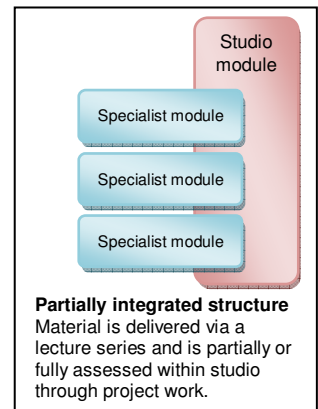 Studio
module
Specialist module
Specialist module
Specialist module
Partially integrated structure
Material is delivered via a
lecture series and is partially or
fully assessed within studio
through project work.